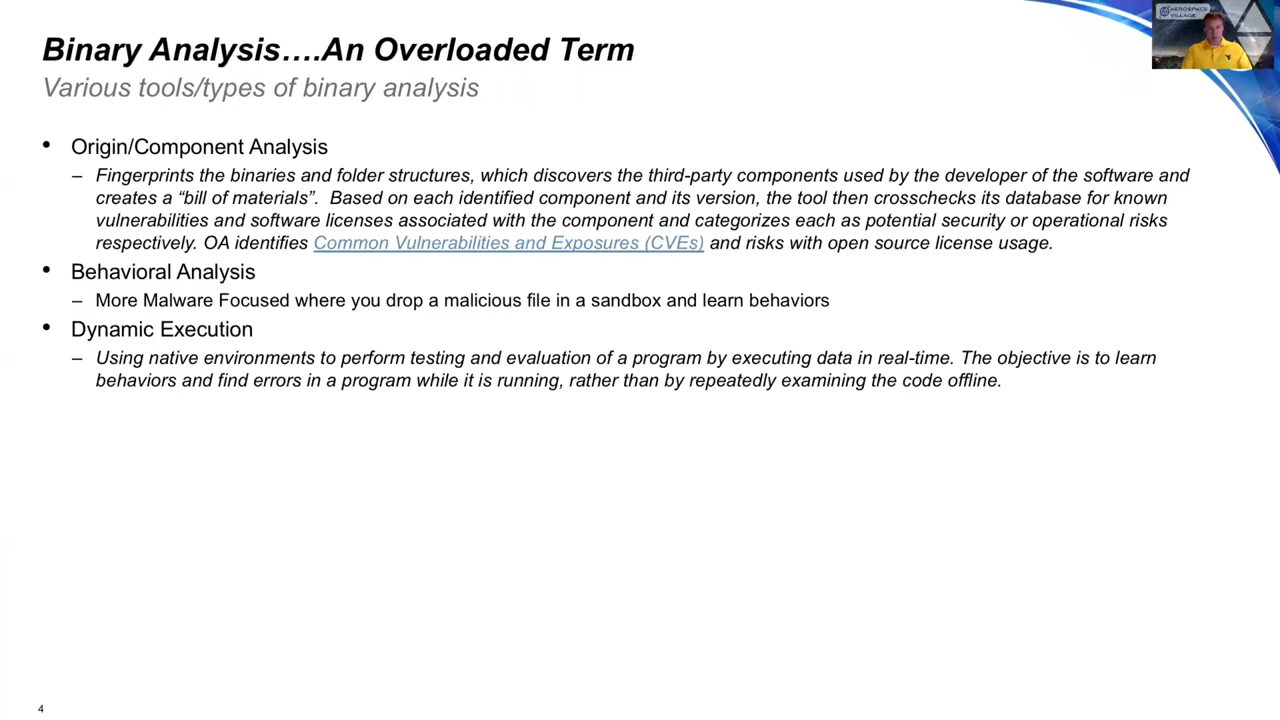 Binary Analysis….An Overloaded Term
Various tools/types of binary analysis
AEROSPACE
VILLAGE
• Origin/Component Analysis
– Fingerprints the binaries and folder structures, which discovers the third-party components used by the developer of the software and
creates a “bill of materials”. Based on each identified component and its version, the tool then crosschecks its database for known
vulnerabilities and software licenses associated with the component and categorizes each as potential security or operational risks
respectively. OA identifies Common Vulnerabilities and Exposures (CVEs) and risks with open source license usage.
• Behavioral Analysis
– More Malware Focused where you drop a malicious file in a sandbox and learn behaviors
• Dynamic Execution
– Using native environments to perform testing and evaluation of a program by executing data in real-time. The objective is to learn
behaviors and find errors in a program while it is running, rather than by repeatedly examining the code offline.
4